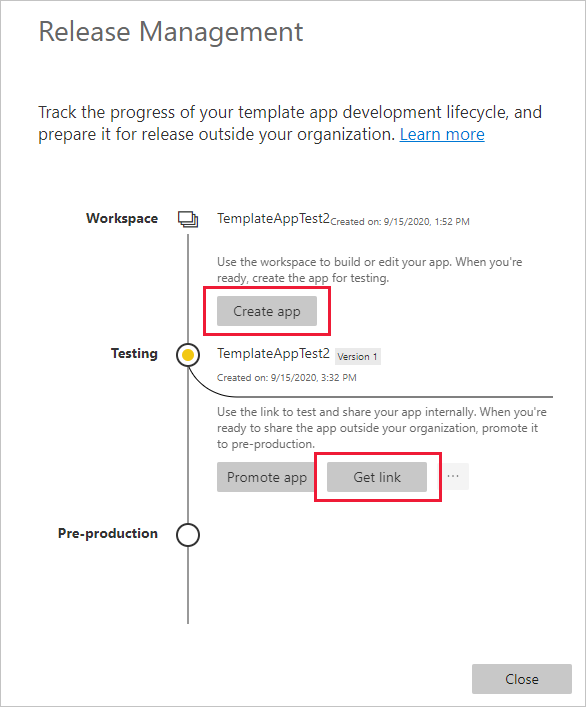 Release Management
Track the progress of your template app development lifecycle, and
prepare it for release outside your organization. Learn more
Workspace
TemplateAppTest2 Created on: 9/15/2020, 1:52 PM
Use the workspace to build or edit your app. When you're
ready, create the app for testing.
Create app
Testing
TemplateAppTest2 Version 1
Created on: 9/15/2020, 3:32 PM
Use the link to test and share your app internally. When you're
ready to share the app outside your organization, promote it
to pre-production.
Promote app Get link ...
Pre-production
Close